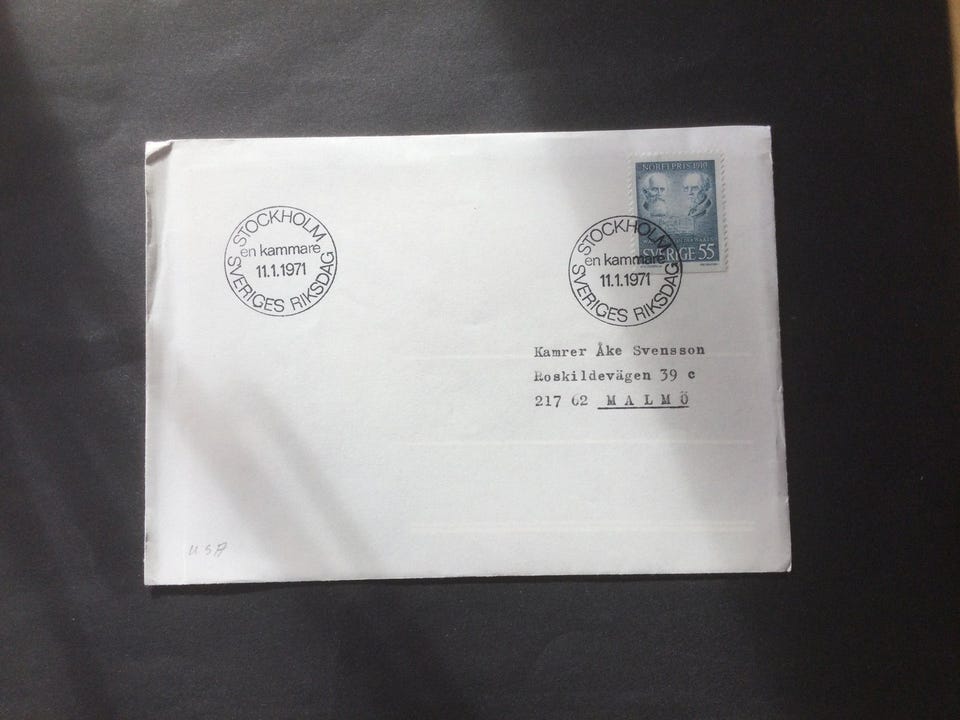 STOCKHOLM
en kammare
11.1.1971
SVERIGES RIKSDAG
NOBELPRIS 1910
SVERIGE 55
STOCKHOLM
en kammare
11.1.1971
SVERIGES RIKSDAG
Kamrer Åke Svensson
Roskildevägen 39 c
217 62 M A L M Ö
USA